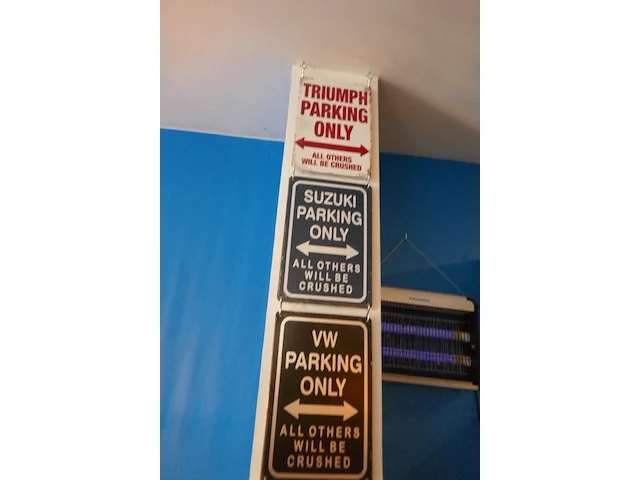 TRIUMPH
PARKING
ONLY
ALL OTHERS
WILL BE CRUSHED
SUZUKI
PARKING
ONLY
ALL OTHERS
WILL BE
CRUSHED
VW
PARKING
ONLY
ALL OTHERS
WILL BE
CRUSHED